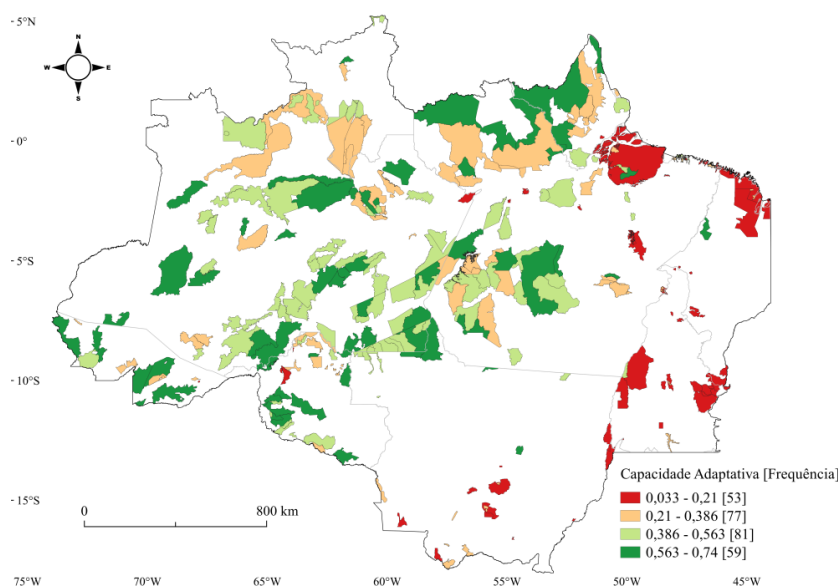 5°N
N
W E
S
0°
5°S
10°S
15°S
Capacidade Adaptativa [Frequência]
0,033 - 0,21 [53]
0,21 - 0,386 [77]
0,386 - 0,563 [81]
0,563 - 0,74 [59]
0 800 km
75°W 70°W 65°W 60°W 55°W 50°W 45°W